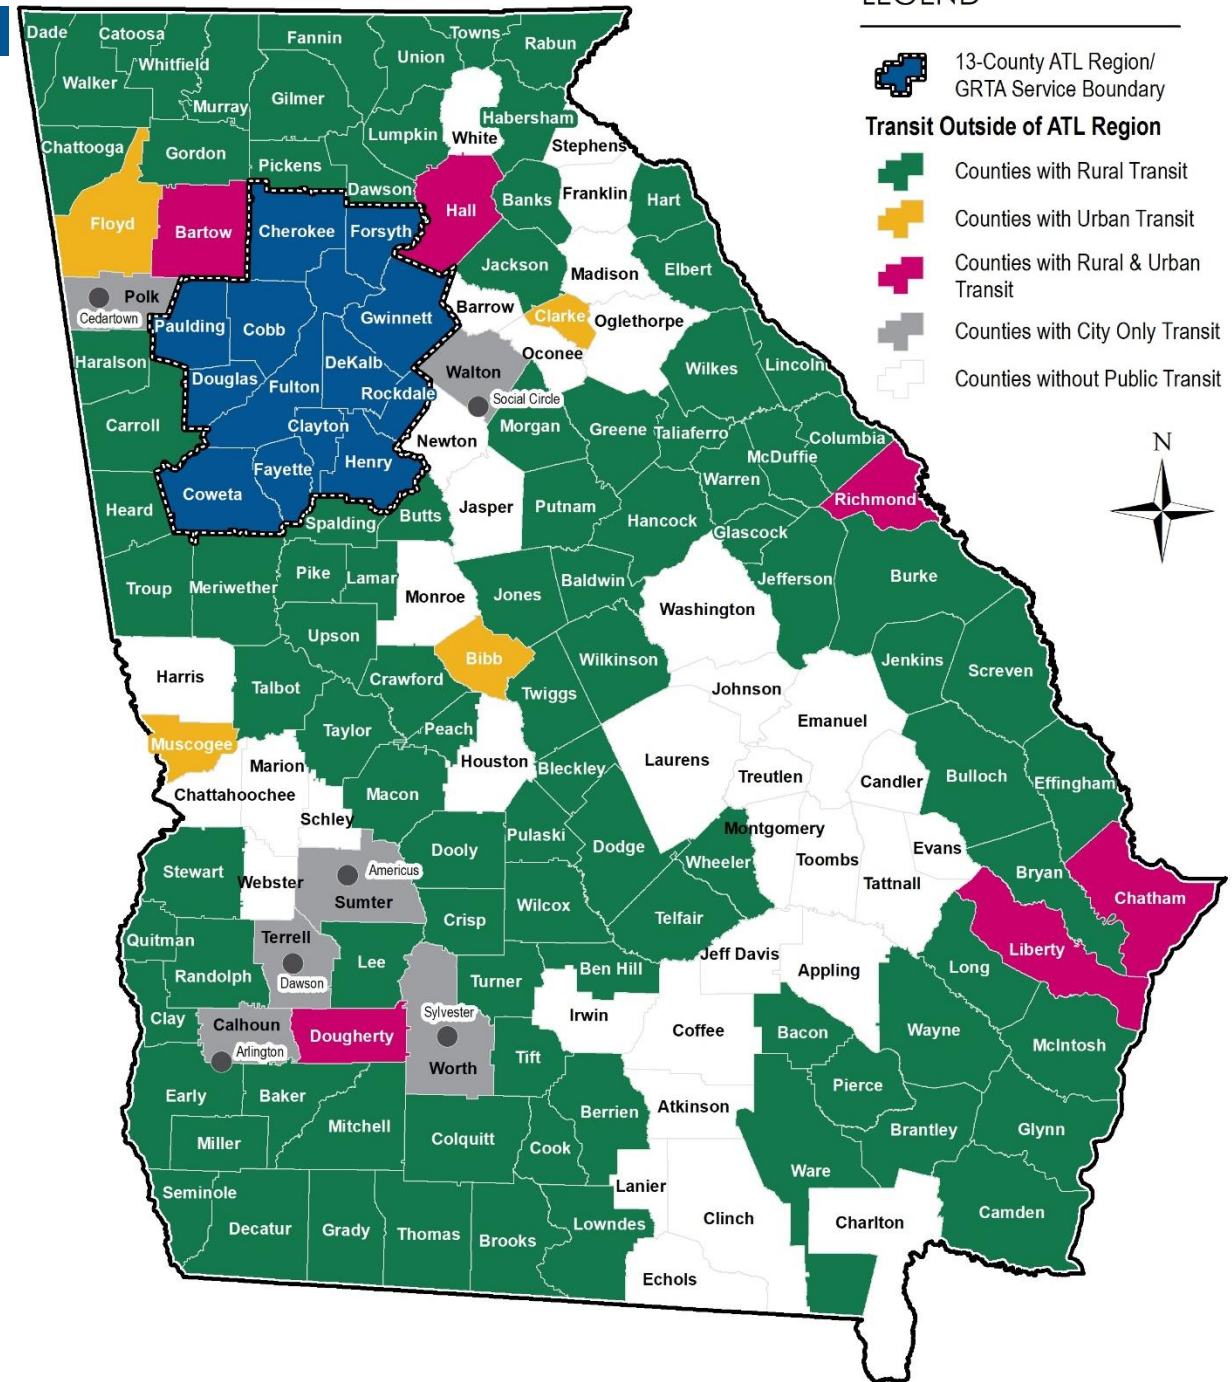 LEGEND
13-County ATL Region/
GRTA Service Boundary
Transit Outside of ATL Region
Counties with Rural Transit
Counties with Urban Transit
Counties with Rural & Urban
Transit
Counties with City Only Transit
Counties without Public Transit
N
Dade
Catoosa
Fannin
Towns
Rabun
Union
Whitfield
Walker
Murray
Gilmer
Habersham
White
Lumpkin
Stephens
Chattooga
Gordon
Pickens
Dawson
Banks
Franklin
Hart
Floyd
Bartow
Cherokee
Forsyth
Hall
Jackson
Madison
Elbert
Polk
Cedartown
Barrow
Clarke
Oglethorpe
Paulding
Cobb
Gwinnett
Oconee
Haralson
DeKalb
Walton
Wilkes
Lincoln
Douglas
Fulton
Rockdale
Social Circle
Carroll
Clayton
Newton
Morgan
Greene
Taliaferro
Columbia
McDuffie
Fayette
Henry
Coweta
Warren
Richmond
Heard
Spalding
Butts
Jasper
Putnam
Hancock
Glascock
Troup
Meriwether
Pike
Lamar
Monroe
Jones
Baldwin
Jefferson
Burke
Washington
Upson
Bibb
Wilkinson
Jenkins
Screven
Harris
Talbot
Crawford
Twiggs
Johnson
Emanuel
Muscogee
Taylor
Peach
Houston
Bleckley
Laurens
Treutlen
Candler
Bulloch
Effingham
Marion
Chattahoochee
Macon
Schley
Dooly
Pulaski
Dodge
Montgomery
Wheeler
Toombs
Evans
Tattnall
Bryan
Chatham
Stewart
Webster
Americus
Sumter
Crisp
Wilcox
Telfair
Quitman
Terrell
Dawson
Lee
Randolph
Turner
Ben Hill
Jeff Davis
Appling
Long
Liberty
Clay
Calhoun
Arlington
Dougherty
Sylvester
Worth
Tift
Irwin
Coffee
Bacon
Wayne
McIntosh
Early
Baker
Pierce
Mitchell
Colquitt
Berrien
Atkinson
Brantley
Glynn
Miller
Cook
Ware
Seminole
Lanier
Decatur
Grady
Thomas
Brooks
Lowndes
Clinch
Charlton
Camden
Echols